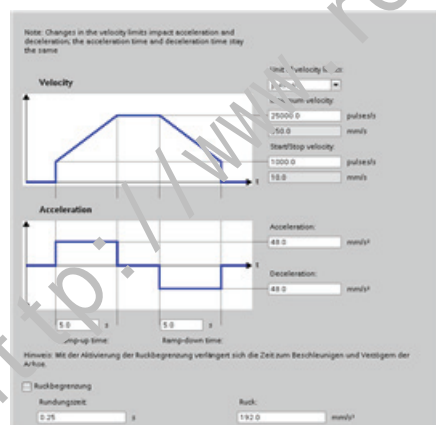 Note: Changes in the velocity limits impact acceleration and
deceleration; the acceleration time and deceleration time stay
the same
Velocity
velocity
velocity:
25000.0 pulses/s
250.0 mm/s
Start/Stop velocity:
1000.0 pulses/s
10.0 mm/s
t
Acceleration
Acceleration:
48.0 mm/s²
t
Deceleration:
48.0 mm/s²
5.0 s 5.0 s
time: Ramp-down time:
Hinweis: Mit der Aktivierung der Ruckbegrenzung verlängert sich die Zeit zum Beschleunigen und Verzögern der
Achse.
Ruckbegrenzung
Rundungszeit: Ruck:
0.25 s 192.0 mm/s³